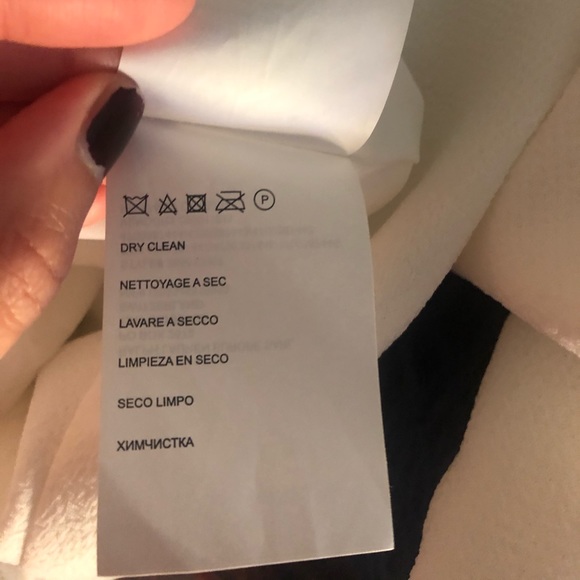 P
DRY CLEAN
NETTOYAGE A SEC
LAVARE A SECCO
LIMPIEZA EN SECO
SECO LIMPO
ХИМЧИСТКА